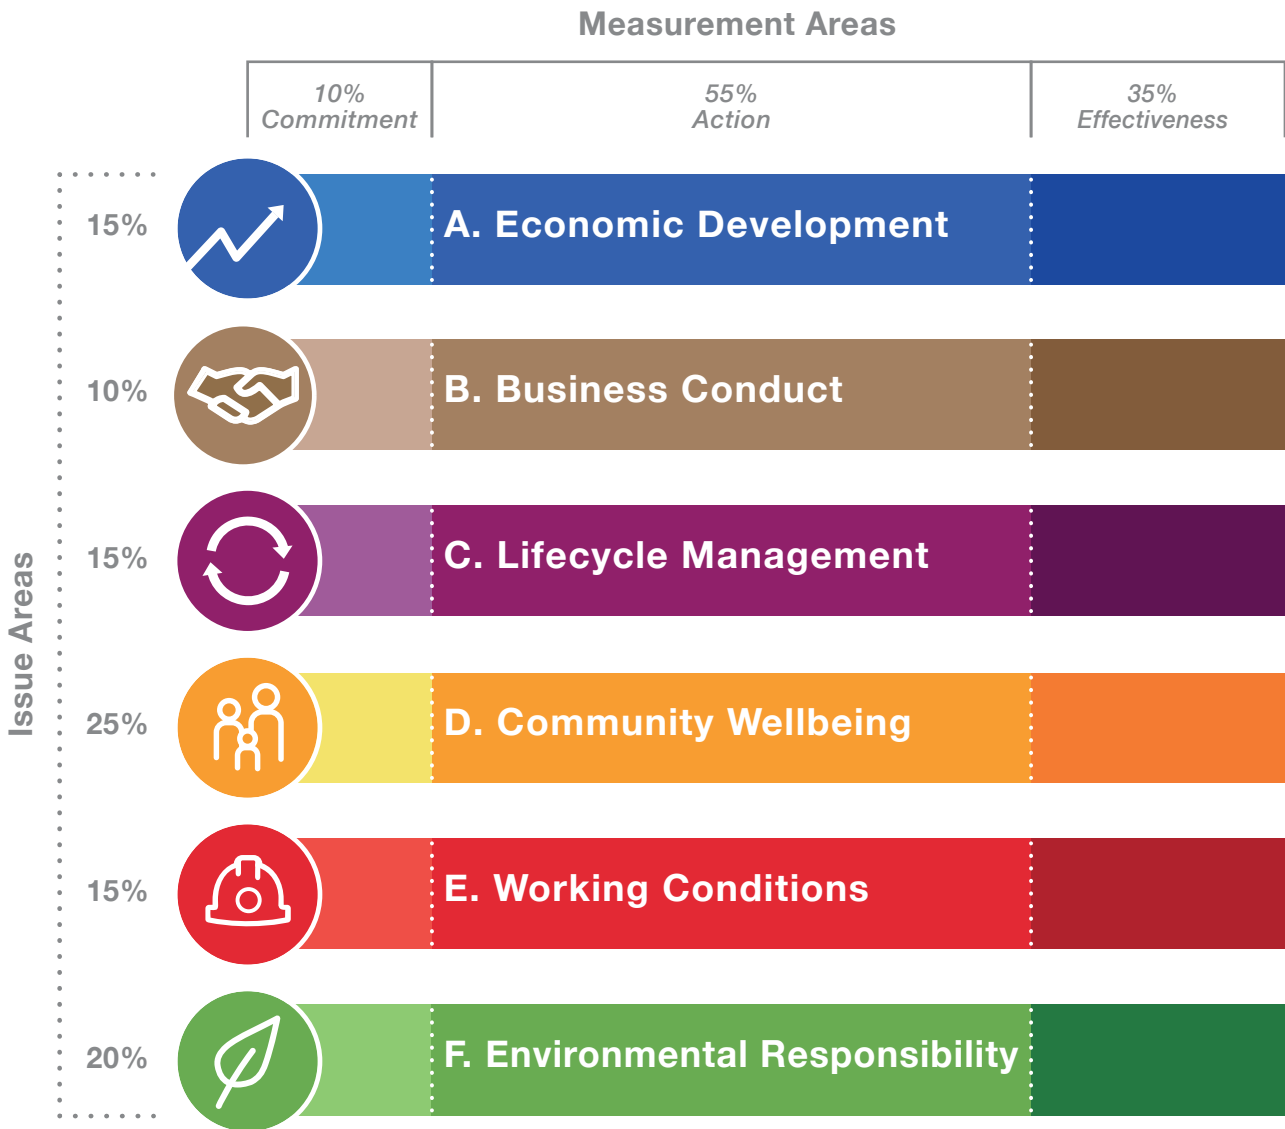 Measurement Areas
10%
Commitment
55%
Action
35%
Effectiveness
Issue Areas
15%
A. Economic Development
10%
B. Business Conduct
15%
C. Lifecycle Management
25%
D. Community Wellbeing
15%
E. Working Conditions
20%
F. Environmental Responsibility